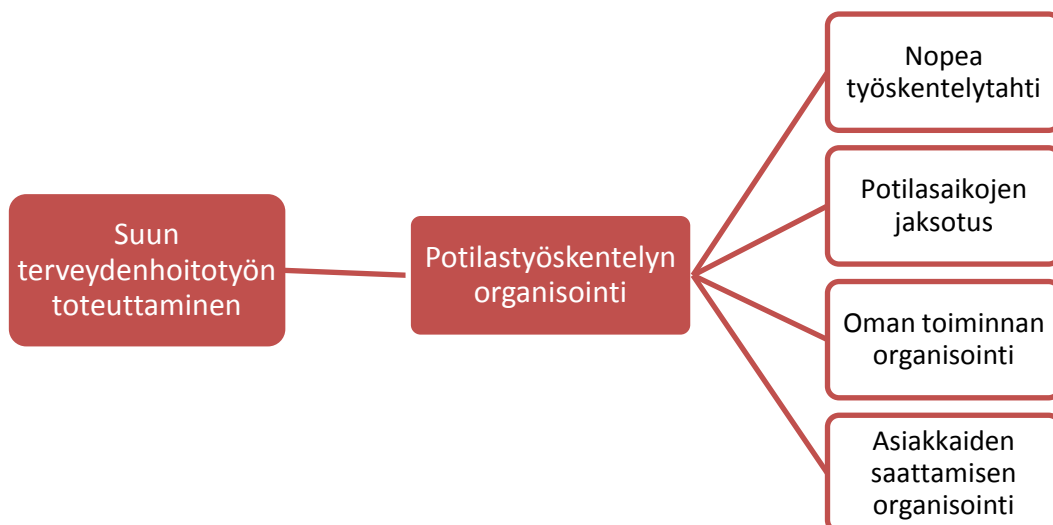 Suun
terveydenhoitotyön
toteuttaminen
Potilastyöskentelyn
organisointi
Nopea
työskentelytahti
Potilasaikojen
jaksotus
Oman toiminnan
organisointi
Asiakkaiden
saattamisen
organisointi